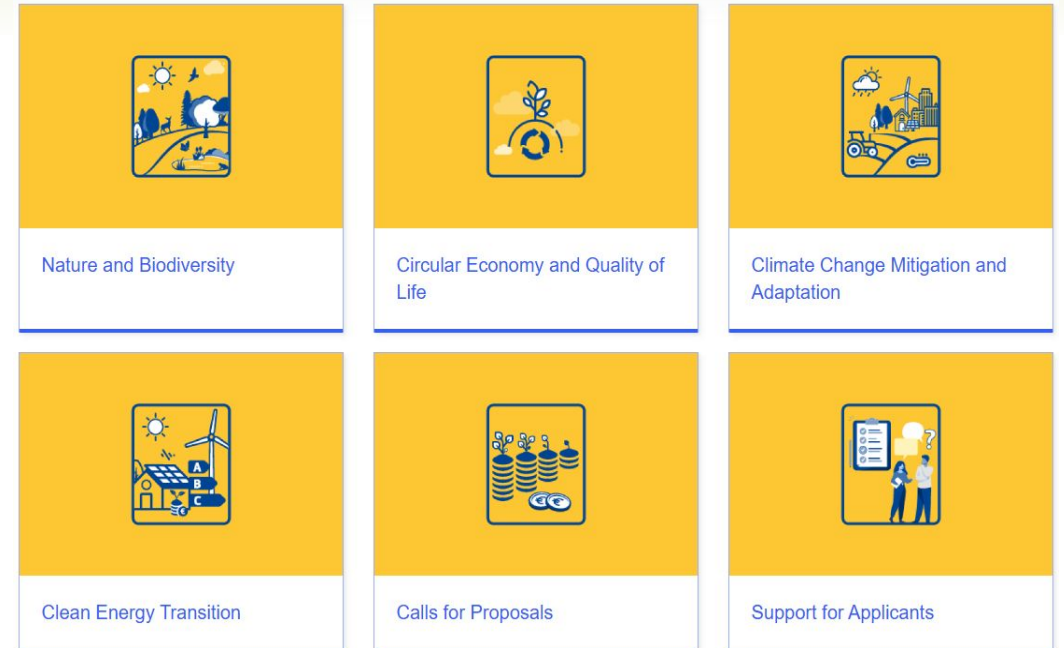 Nature and Biodiversity
Circular Economy and Quality of
Life
Climate Change Mitigation and
Adaptation
A
B
C
€
€
€
?
Clean Energy Transition
Calls for Proposals
Support for Applicants